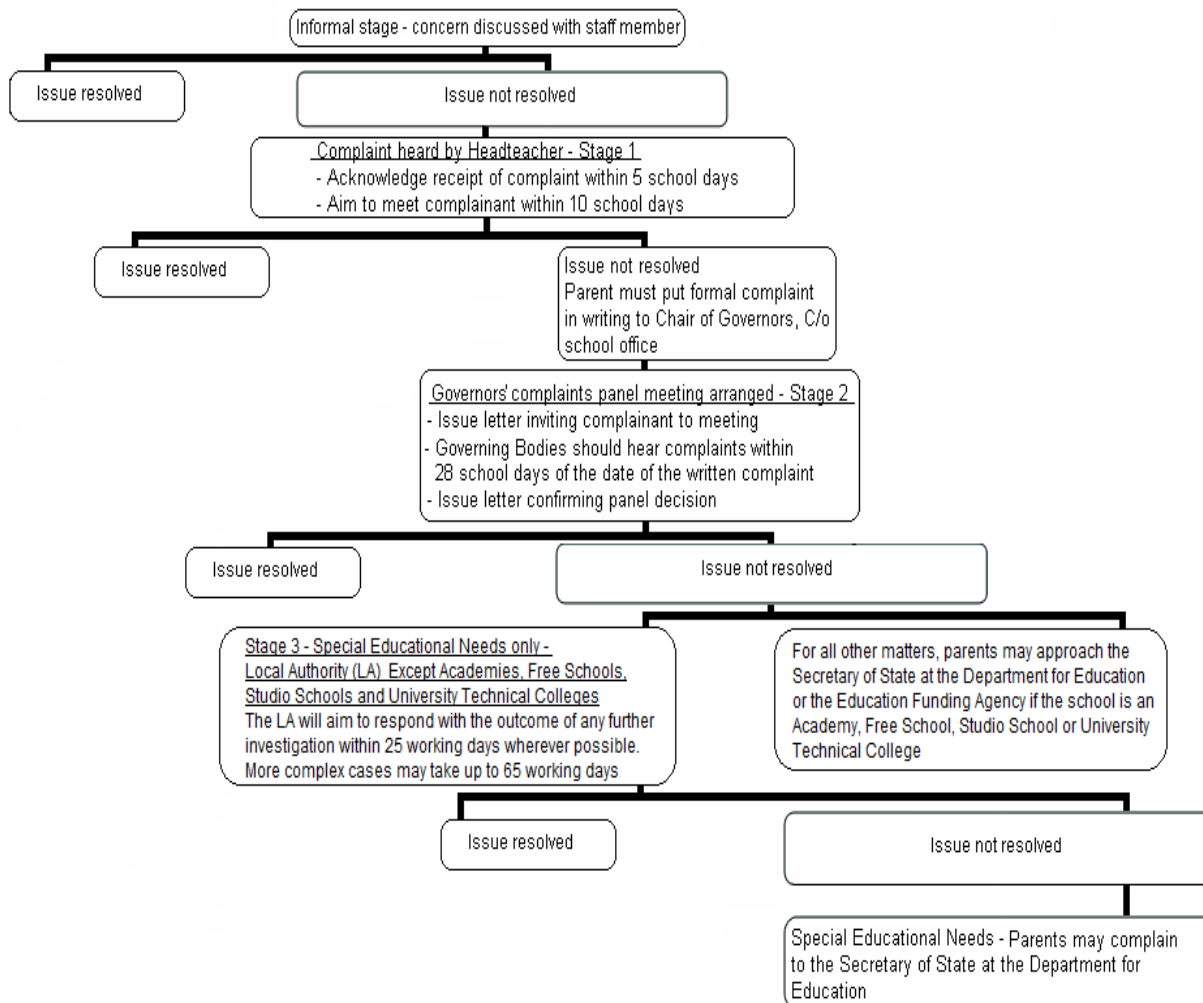 Informal stage - concern discussed with staff member
Issue resolved
Issue not resolved
Complaint heard by Headteacher - Stage 1
- Acknowledge receipt of complaint within 5 school days
- Aim to meet complainant within 10 school days
Issue resolved
Issue not resolved
Parent must put formal complaint
in writing to Chair of Governors, C/o
school office
Governors' complaints panel meeting arranged - Stage 2
- Issue letter inviting complainant to meeting
- Governing Bodies should hear complaints within
28 school days of the date of the written complaint
- Issue letter confirming panel decision
Issue resolved
Issue not resolved
Stage 3 - Special Educational Needs only -
Local Authority (LA) Except Academies, Free Schools,
Studio Schools and University Technical Colleges
The LA will aim to respond with the outcome of any further
investigation within 25 working days wherever possible.
More complex cases may take up to 65 working days
For all other matters, parents may approach the
Secretary of State at the Department for Education
or the Education Funding Agency if the school is an
Academy, Free School, Studio School or University
Technical College
Issue resolved
Issue not resolved
Special Educational Needs - Parents may complain
to the Secretary of State at the Department for
Education